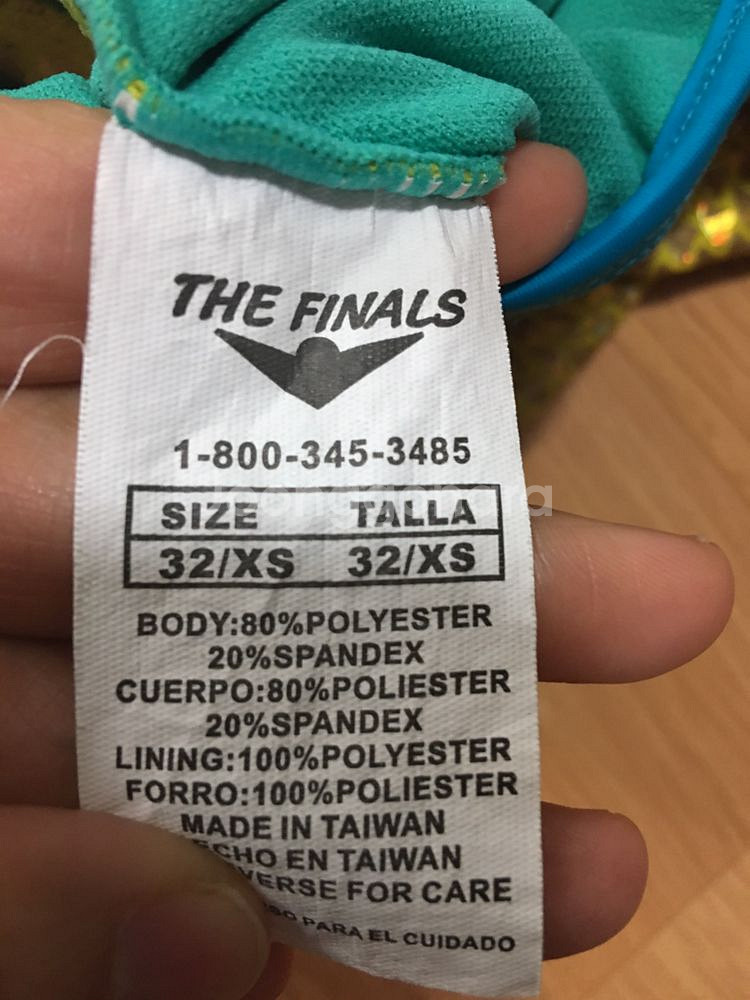 THE FINALS
1-800-345-3485
SIZE TALLA
32/XS 32/XS
BODY:80%POLYESTER
20%SPANDEX
CUERPO:80%POLIESTER
20%SPANDEX
LINING:100%POLYESTER
FORRO:100%POLIESTER
MADE IN TAIWAN
ECHO EN TAIWAN
VERSE FOR CARE
PARA EL CUIDADO